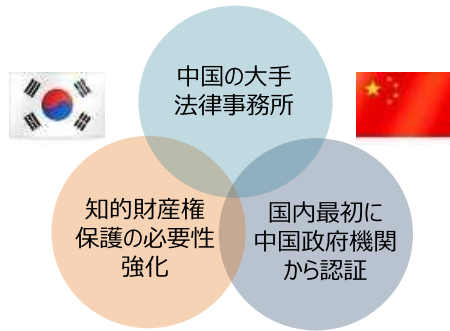 中国の大手
法律事務所
知的財産権
保護の必要性
強化
国内最初に
中国政府機関
から認証